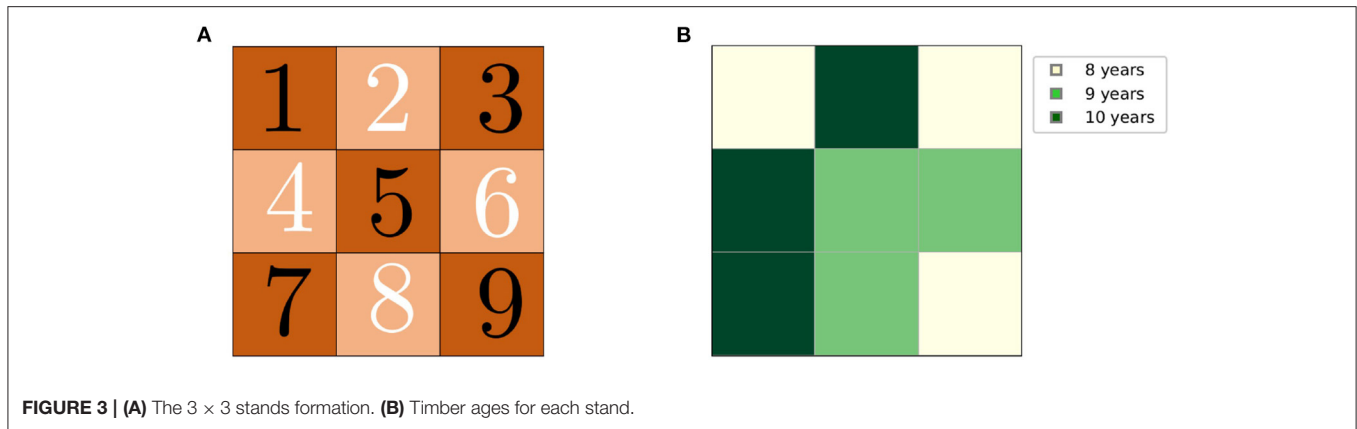 A
B
1 2 3
4 5 6
7 8 9
8 years
9 years
10 years
FIGURE 3 | (A) The 3 × 3 stands formation. (B) Timber ages for each stand.